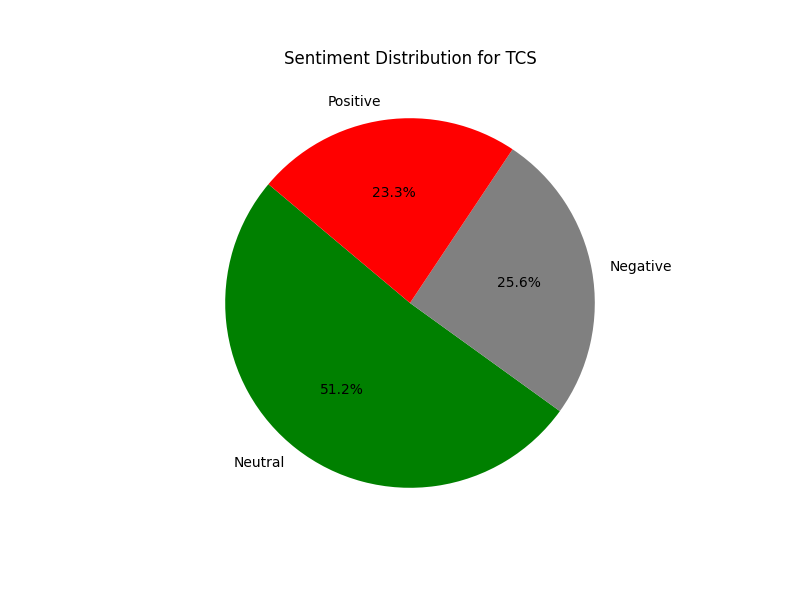 Sentiment Distribution for TCS
Positive
23.3%
Negative
25.6%
51.2%
Neutral